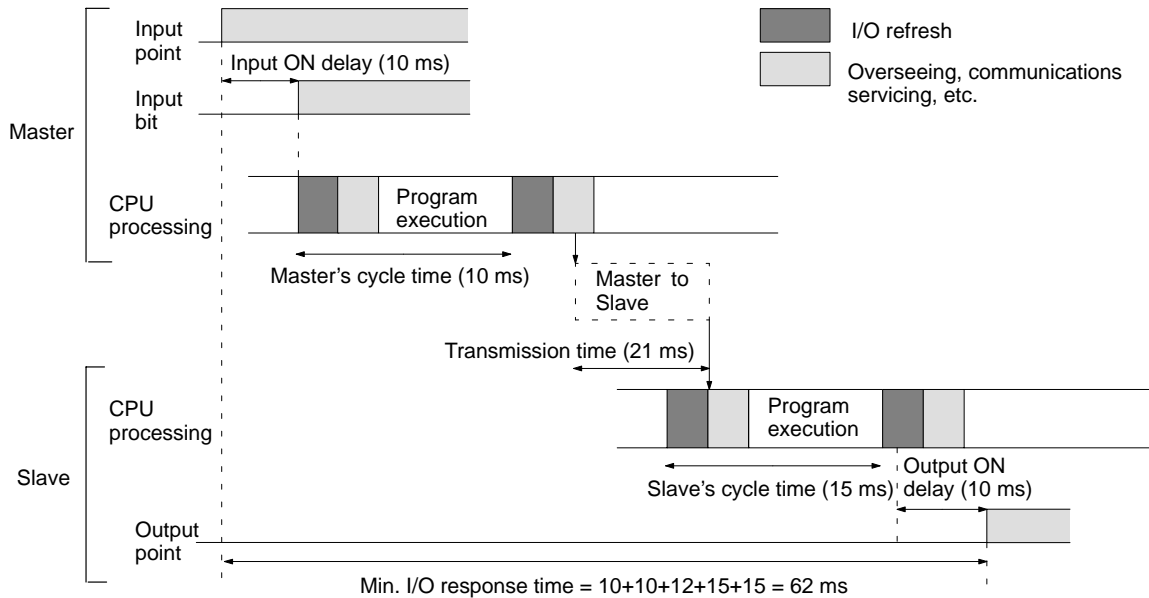 Input
point
Input ON delay (10 ms)
Input
bit
Master
CPU
processing
Program
execution
Master's cycle time (10 ms)
Master to
Slave
Transmission time (21 ms)
I/O refresh
Overseeing, communications
servicing, etc.
CPU
processing
Program
execution
Slave
Slave's cycle time (15 ms)
Output ON
delay (10 ms)
Output
point
Min. I/O response time = 10+10+12+15+15 = 62 ms